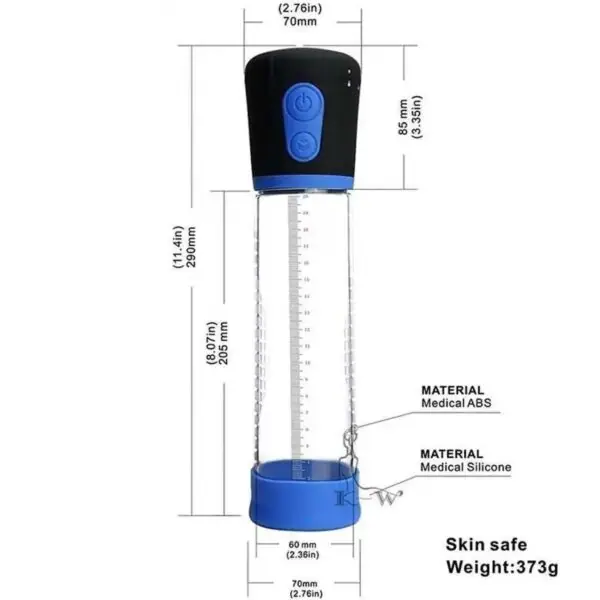 (2.76in)
70mm
85 mm
(3.35in)
(11.4in)
290mm
(8.07in)
205 mm
MATERIAL
Medical ABS
MATERIAL
Medical Silicone
K-W
60 mm
(2.36in)
70mm
(2.76in)
Skin safe
Weight:373g